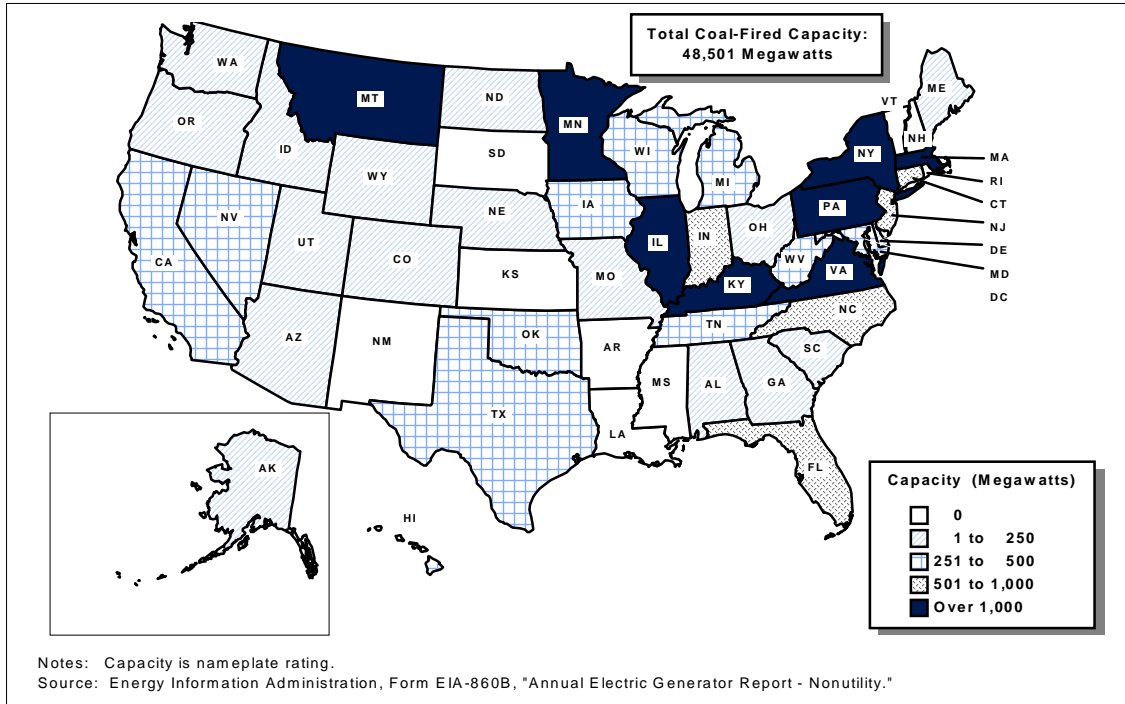 Total Coal-Fired Capacity:
48,501 Megawatts
WA
MT
ND
MN
VT
ME
OR
ID
SD
WI
NY
NH
MA
WY
MI
RI
CT
NE
IA
PA
NJ
NV
UT
CO
IL
IN
OH
DE
CA
KS
MO
WV
VA
MD
KY
DC
AZ
NM
OK
TN
NC
AR
SC
TX
MS
AL
GA
LA
FL
AK
HI
Capacity (Megawatts)
0
1 to 250
251 to 500
501 to 1,000
Over 1,000
Notes: Capacity is nameplate rating.
Source: Energy Information Administration, Form EIA-860B, "Annual Electric Generator Report - Nonutility."